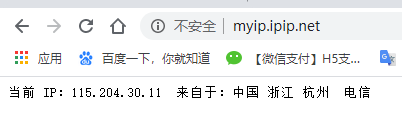 不安全 | myip.ipip.net
应用 百度一下，你就知道 【微信支付】H5支...
当前 IP：115.204.30.11 来自于：中国 浙江 杭州 电信